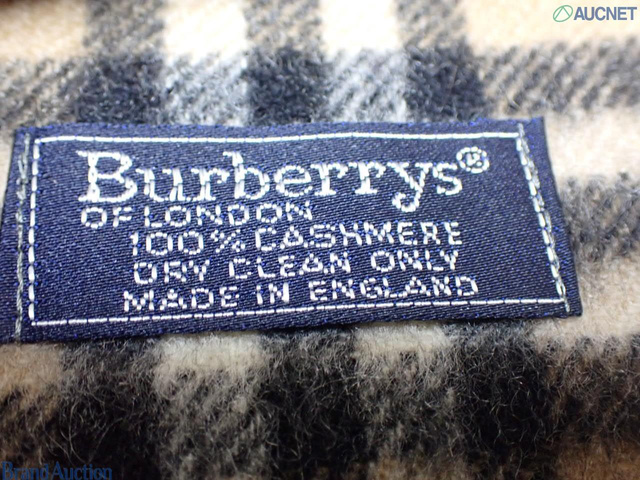 AUCNET
Burberrys®
OF LONDON
100% CASHMERE
DRY CLEAN ONLY
MADE IN ENGLAND
Brand Auction